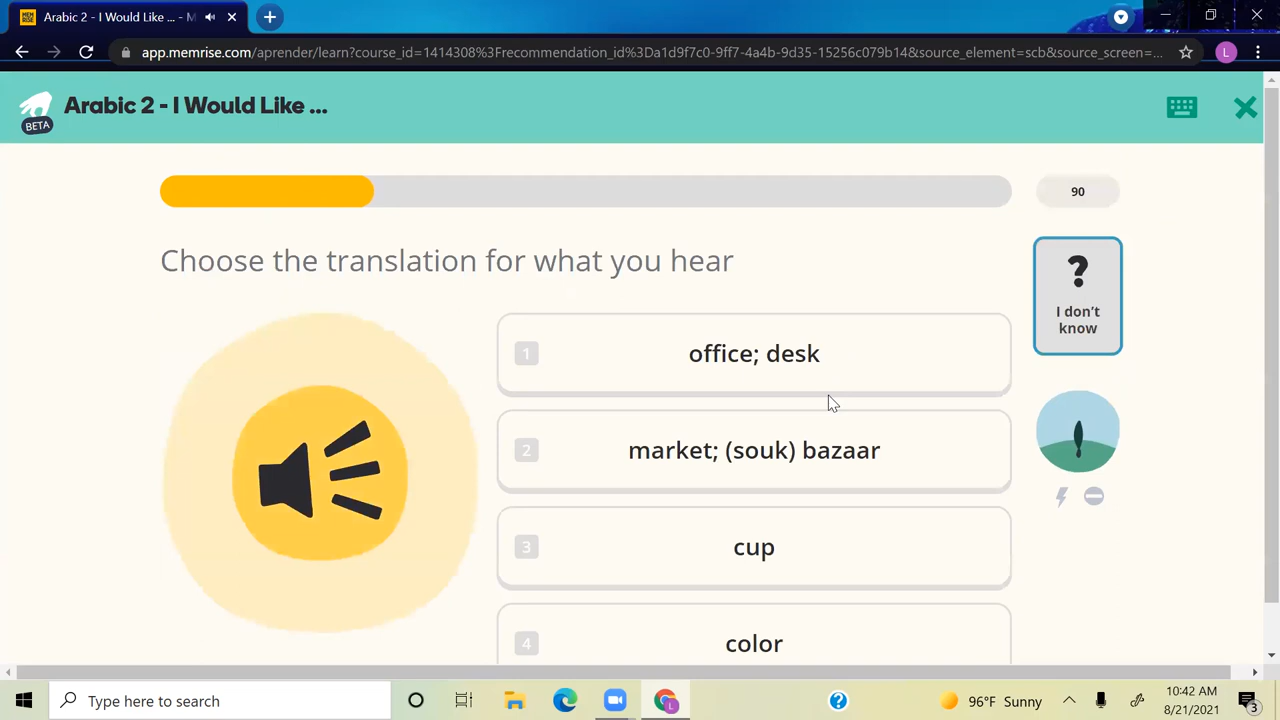 Arabic 2 - I Would Like ... - M
app.memrise.com/aprender/learn?course_id=1414308%3Frecommendation_id%3Da1d9f7c0-9ff7-4a4b-9d35-15256c079b14&source_element=scb&source_screen=...
L
BETA
Arabic 2 - I Would Like ...
90
Choose the translation for what you hear
?
I don't
know
1 office; desk
2 market; (souk) bazaar
3 cup
4 color
Type here to search
?
96°F Sunny
10:42 AM
8/21/2021
3